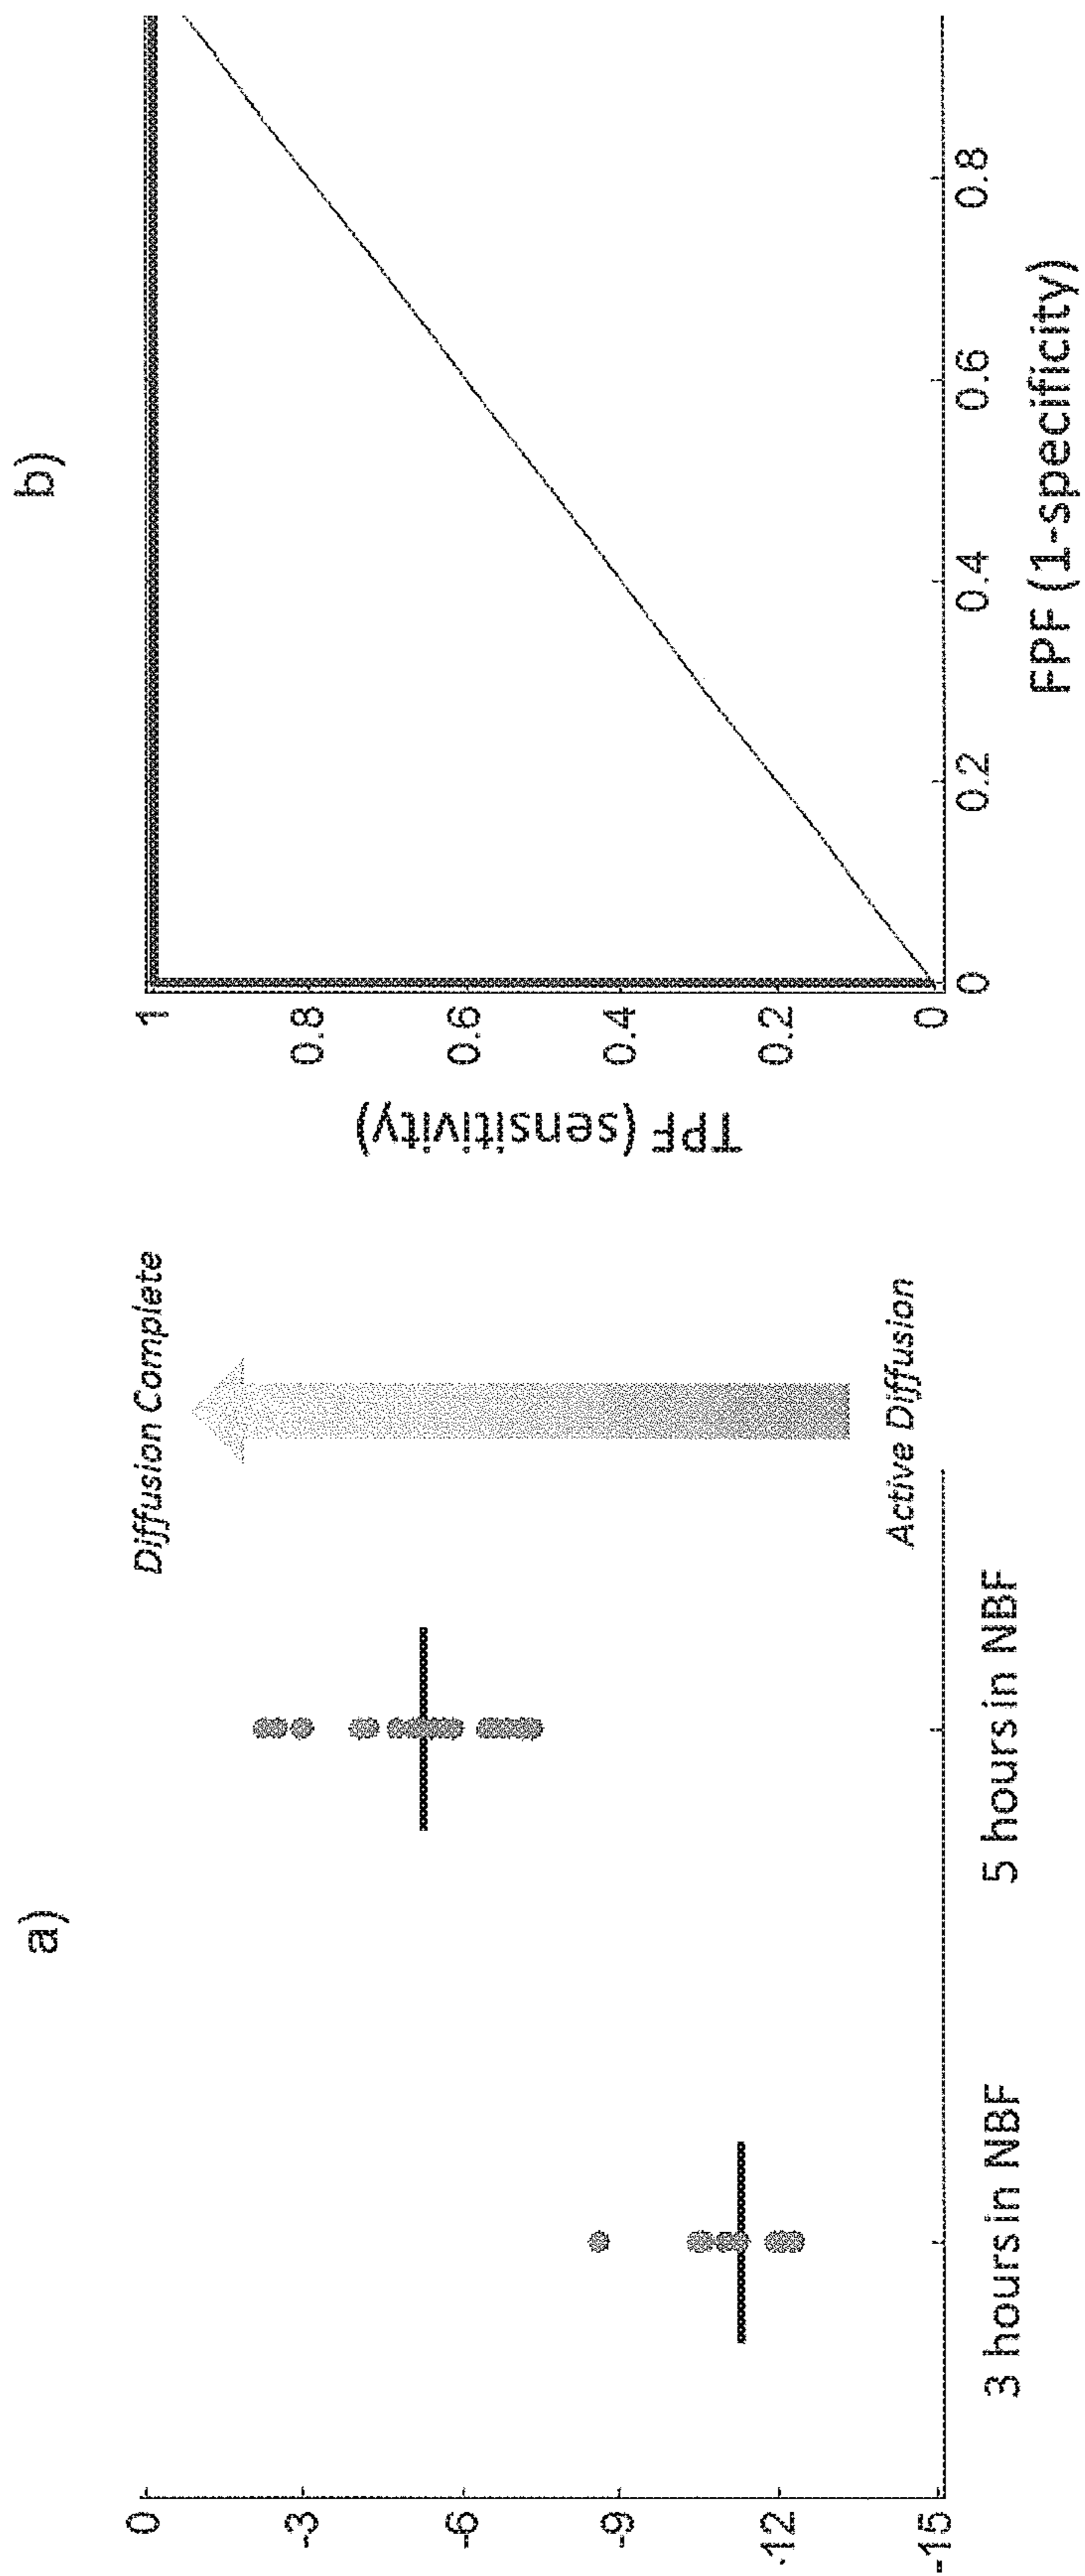 a)
0
-3
-6
-9
-12
-15
3 hours in NBF
5 hours in NBF
Diffusion Complete
Active Diffusion
b)
TPF (sensitivity)
1
0.8
0.6
0.4
0.2
0
0
0.2
0.4
0.6
0.8
FPF (1-specificity)